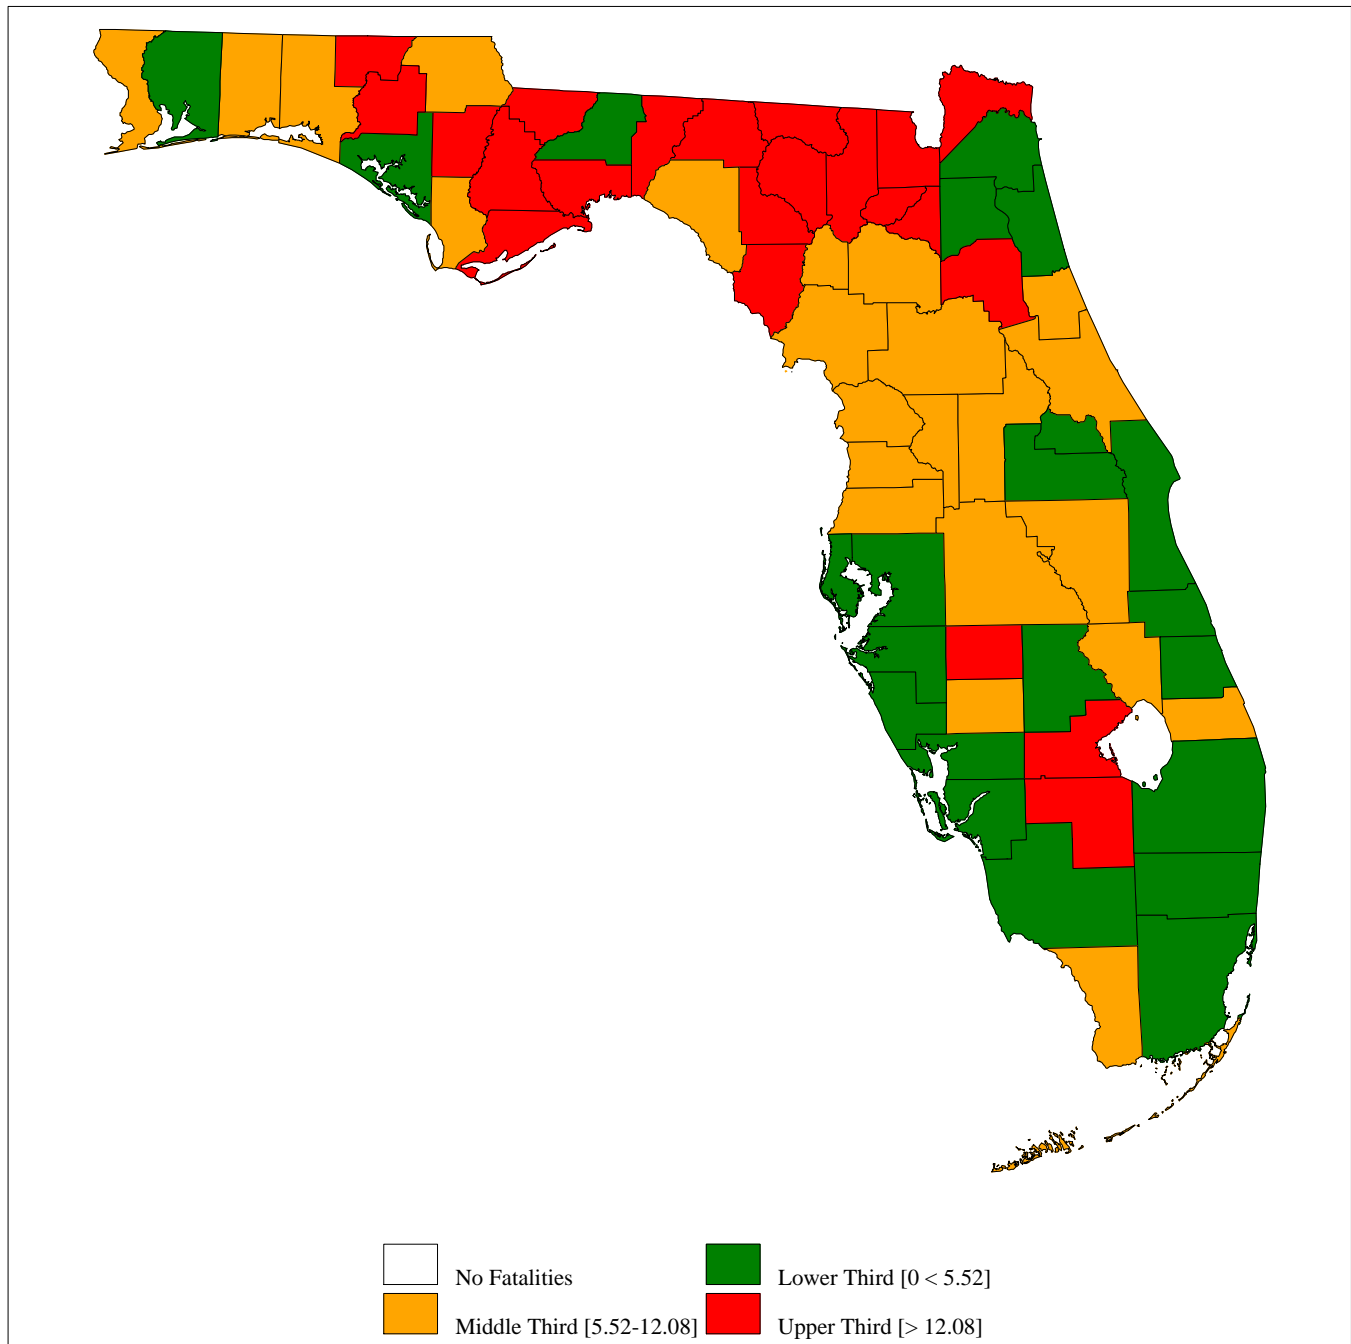 No Fatalities
Lower Third [0 < 5.52]
Middle Third [5.52-12.08]
Upper Third [> 12.08]